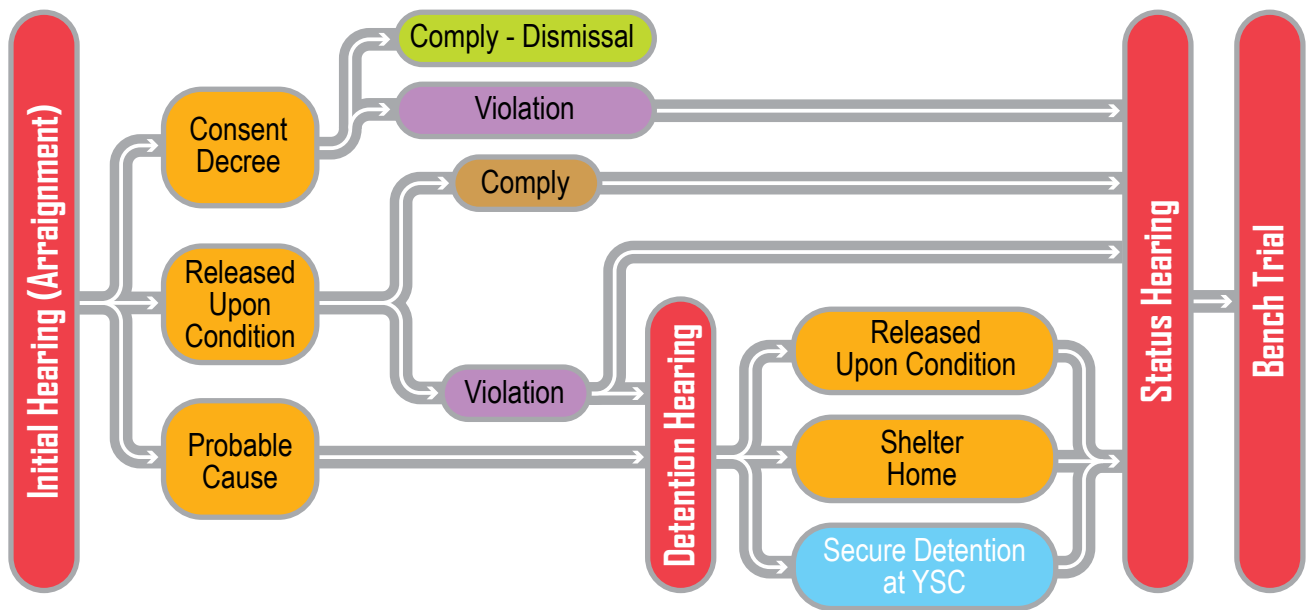 Initial Hearing (Arraignment)
Consent
Decree
Released
Upon
Condition
Probable
Cause
Comply - Dismissal
Violation
Comply
Violation
Detention Hearing
Released
Upon Condition
Shelter
Home
Secure Detention
at YSC
Status Hearing
Bench Trial